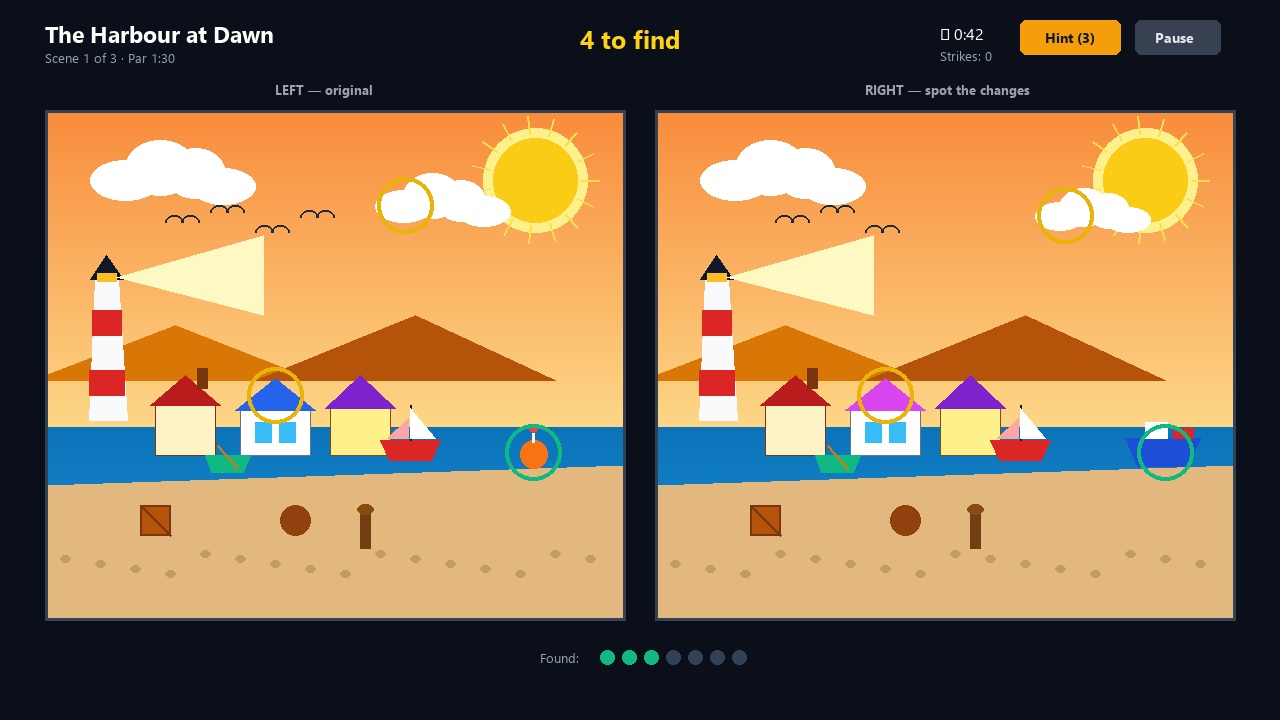 The Harbour at Dawn
Scene 1 of 3 · Par 1:30
4 to find
0:42
Strikes: 0
Hint (3)
Pause
LEFT — original
RIGHT — spot the changes
Found: